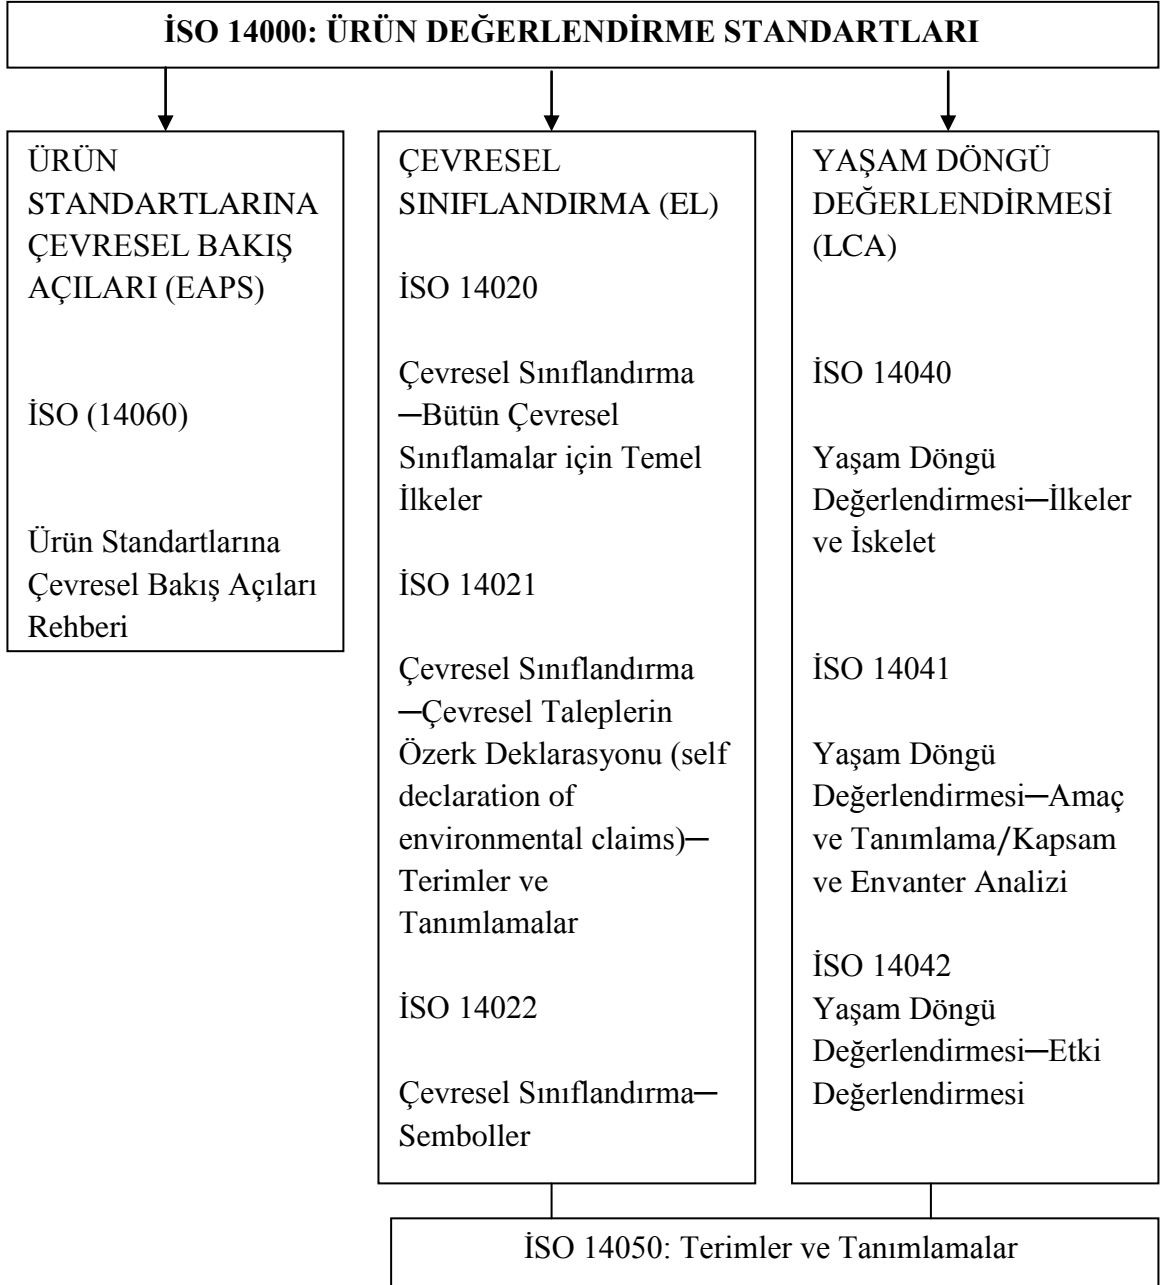 İSO 14000: ÜRÜN DEĞERLENDİRME STANDARTLARI
ÜRÜN
STANDARTLARINA
ÇEVRESEL BAKIŞ
AÇILARI (EAPS)
İSO (14060)
Ürün Standartlarına
Çevresel Bakış Açıları
Rehberi
ÇEVRESEL
SINIFLANDIRMA (EL)
İSO 14020
Çevresel Sınıflandırma
─Bütün Çevresel
Sınıflamalar için Temel
İlkeler
İSO 14021
Çevresel Sınıflandırma
─Çevresel Taleplerin
Özerk Deklarasyonu (self
declaration of
environmental claims)─
Terimler ve
Tanımlamalar
İSO 14022
Çevresel Sınıflandırma─
Semboller
YAŞAM DÖNGÜ
DEĞERLENDİRMESİ
(LCA)
İSO 14040
Yaşam Döngü
Değerlendirmesi─İlkeler
ve İskelet
İSO 14041
Yaşam Döngü
Değerlendirmesi─Amaç
ve Tanımlama/Kapsam
ve Envanter Analizi
İSO 14042
Yaşam Döngü
Değerlendirmesi─Etki
Değerlendirmesi
İSO 14050: Terimler ve Tanımlamalar